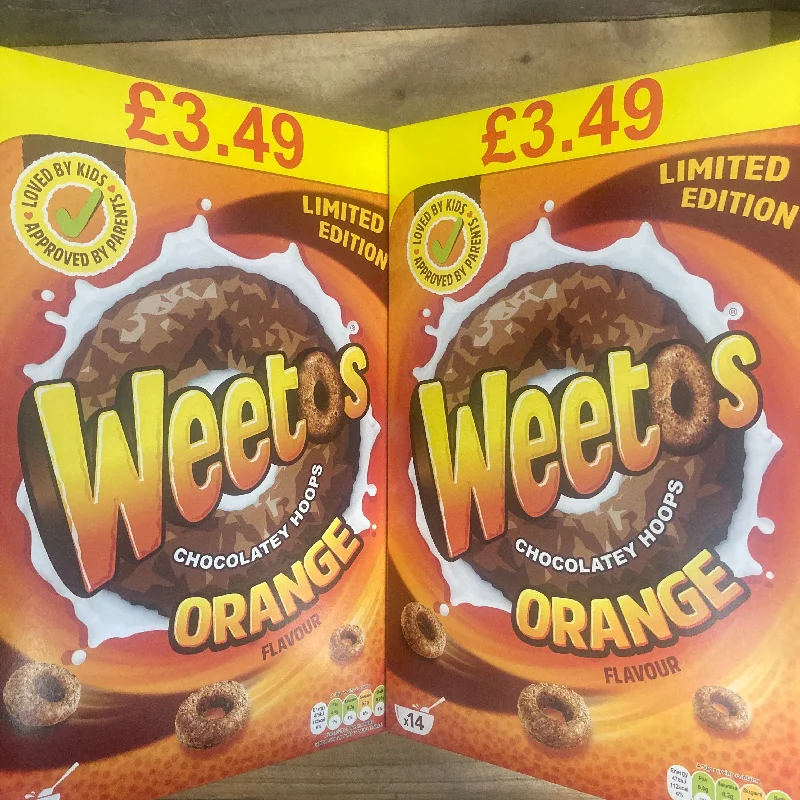 £3.49
LOVED BY KIDS
APPROVED BY PARENTS
LIMITED
EDITION
Weetos
®
CHOCOLATEY HOOPS
ORANGE
FLAVOUR
£3.49
LOVED BY KIDS
APPROVED BY PARENTS
LIMITED
EDITION
Weetos
®
CHOCOLATEY HOOPS
ORANGE
FLAVOUR
x14
Energy